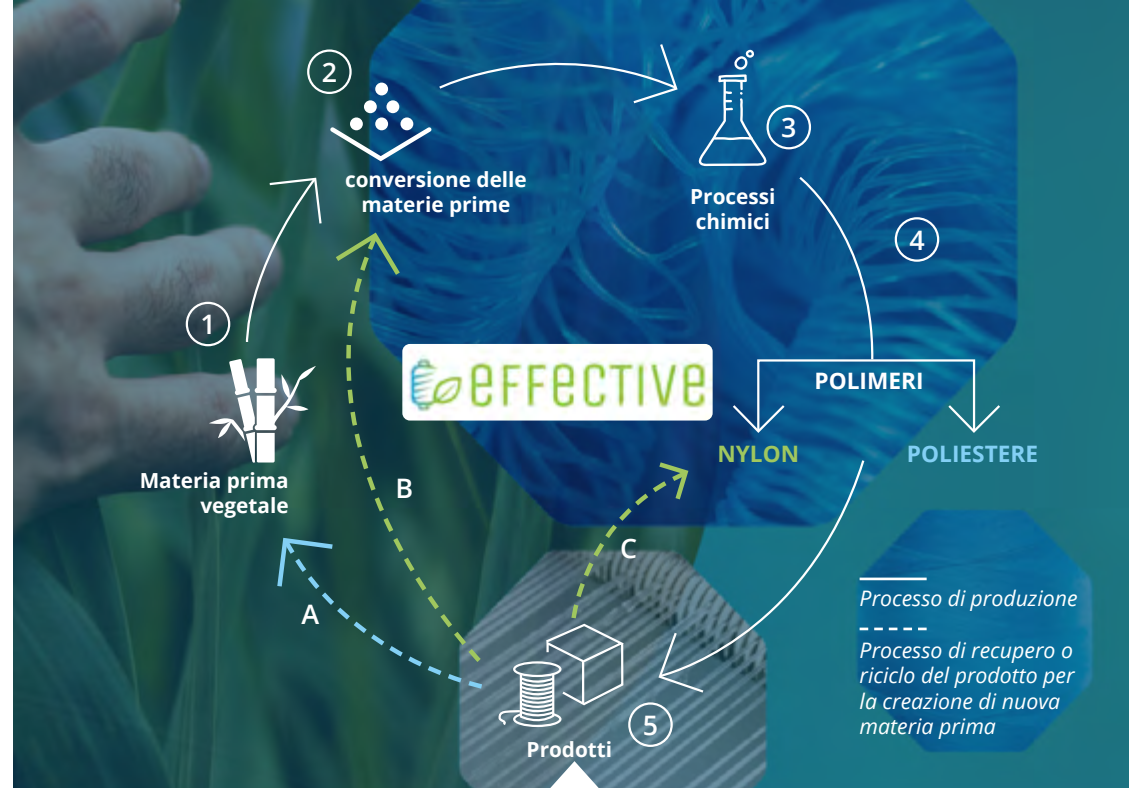 2
conversione delle
materie prime
3
Processi
chimici
4
1
Materia prima
vegetale
EFFECTIVE
POLIMERI
NYLON
POLIESTERE
B
C
A
5
Prodotti
Processo di produzione
Processo di recupero o
riciclo del prodotto per
la creazione di nuova
materia prima